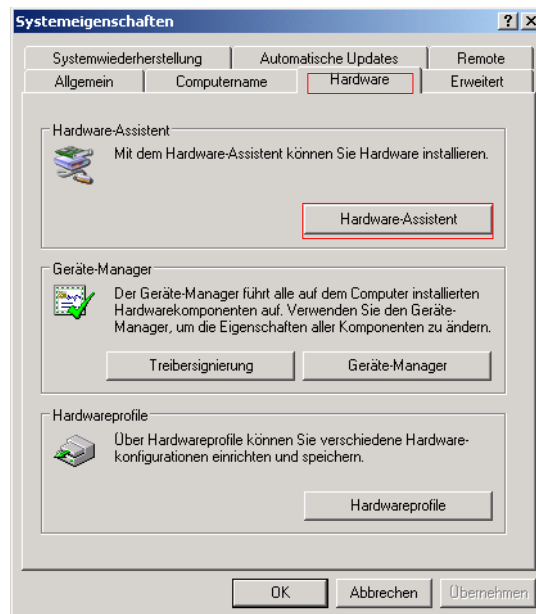 Systemeigenschaften
Systemwiederherstellung Automatische Updates Remote
Allgemein Computername Hardware Erweitert
Hardware-Assistent
Mit dem Hardware-Assistent können Sie Hardware installieren.
Hardware-Assistent
Geräte-Manager
Der Geräte-Manager führt alle auf dem Computer installierten
Hardwarekomponenten auf. Verwenden Sie den Geräte-
Manager, um die Eigenschaften aller Komponenten zu ändern.
Treibersignierung Geräte-Manager
Hardwareprofile
Über Hardwareprofile können Sie verschiedene Hardware-
konfigurationen einrichten und speichern.
Hardwareprofile
OK Abbrechen Übernehmen